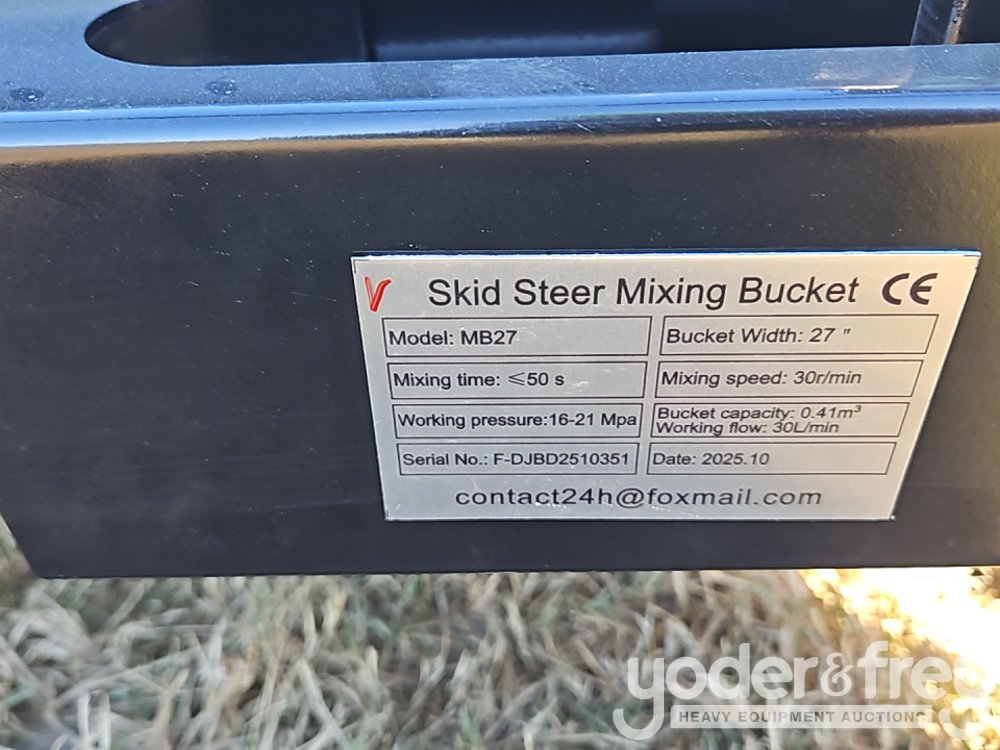 Skid Steer Mixing Bucket CE
Model: MB27
Bucket Width: 27 "
Mixing time: ≤50 s
Mixing speed: 30r/min
Working pressure:16-21 Mpa
Bucket capacity: 0.41m³
Working flow: 30L/min
Serial No.: F-DJBD2510351
Date: 2025.10
contact24h@foxmail.com
yoder&frey
HEAVY EQUIPMENT AUCTIONS